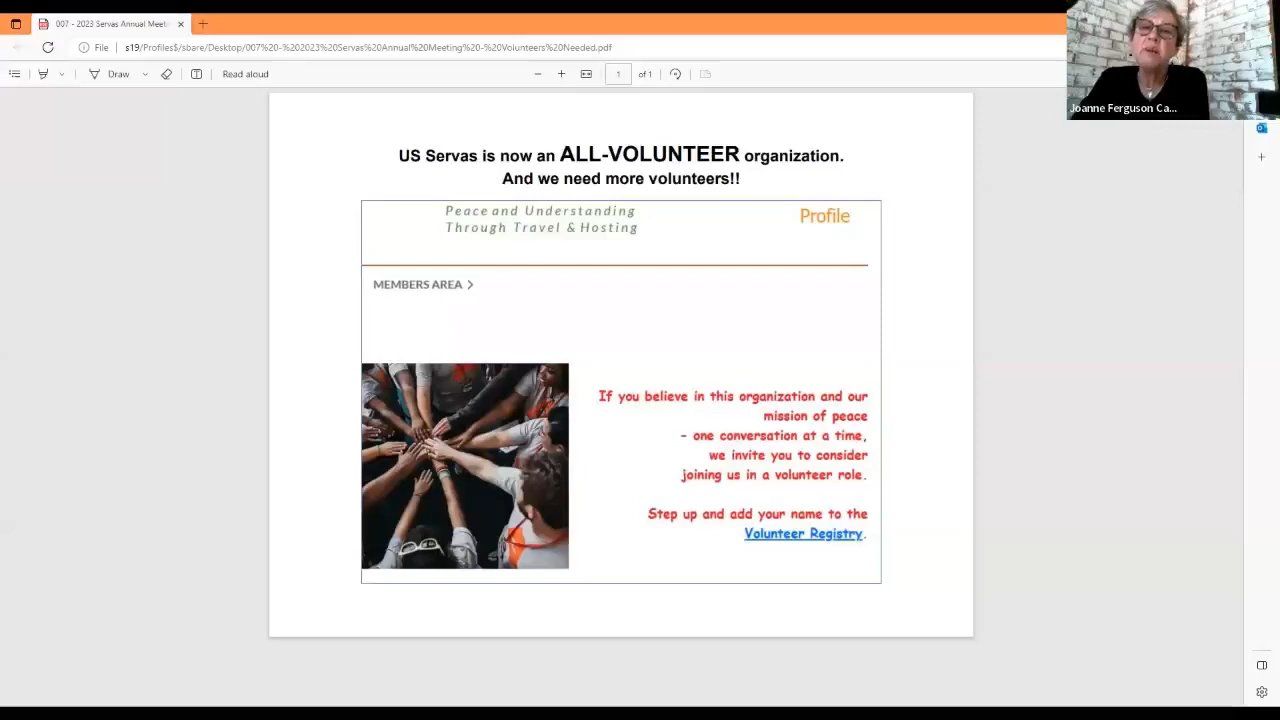 007 - 2023 Servas Annual Meeti
File
s19/Profiles$/sbare/Desktop/007%20-%202023%20Servas%20Annual%20Meeting%20-%20Volunteers%20Needed.pdf
Draw
Read aloud
1
of 1
Joanne Ferguson Ca...
US Servas is now an ALL-VOLUNTEER organization.
And we need more volunteers!!
Peace and Understanding
Through Travel & Hosting
Profile
MEMBERS AREA >
If you believe in this organization and our
mission of peace
- one conversation at a time,
we invite you to consider
joining us in a volunteer role.
Step up and add your name to the
Volunteer Registry.